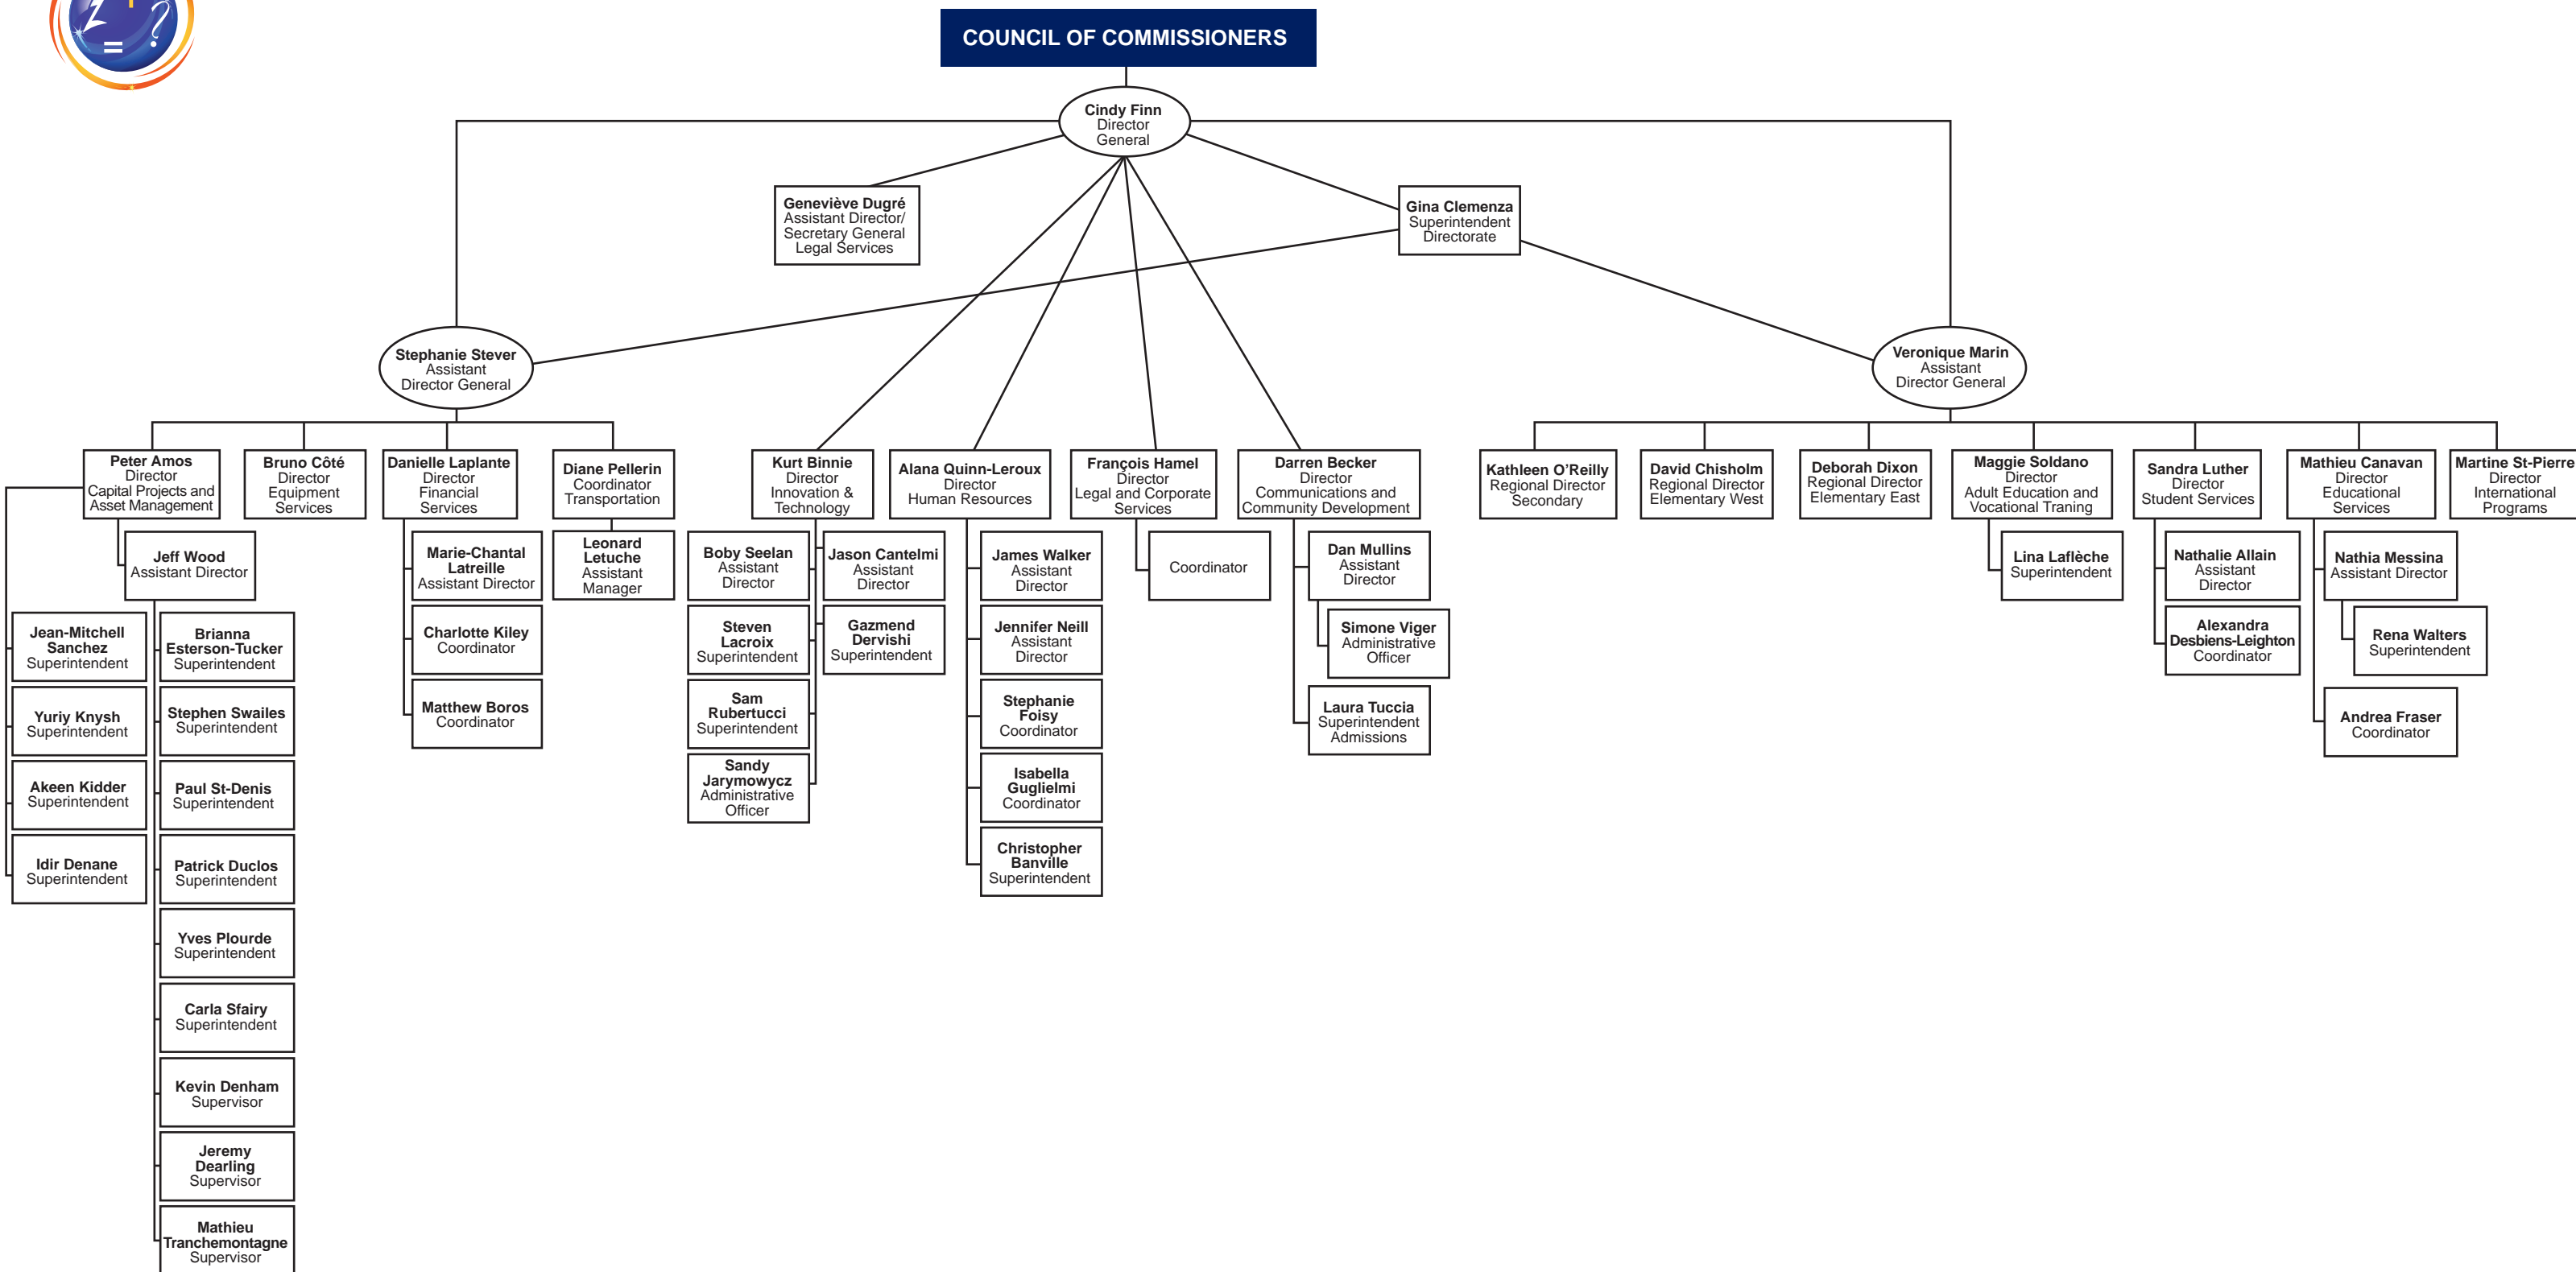 COUNCIL OF COMMISSIONERS
Cindy Finn
Director
General
Geneviève Dugré
Assistant Director/
Secretary General
Legal Services
Gina Clemenza
Superintendent
Directorate
Stephanie Stever
Assistant
Director General
Veronique Marin
Assistant
Director General
Peter Amos
Director
Capital Projects and
Asset Management
Bruno Côté
Director
Equipment
Services
Danielle Laplante
Director
Financial
Services
Diane Pellerin
Coordinator
Transportation
Kurt Binnie
Director
Innovation &
Technology
Alana Quinn-Leroux
Director
Human Resources
François Hamel
Director
Legal and Corporate
Services
Darren Becker
Director
Communications and
Community Development
Kathleen O’Reilly
Regional Director
Secondary
David Chisholm
Regional Director
Elementary West
Deborah Dixon
Regional Director
Elementary East
Maggie Soldano
Director
Adult Education and
Vocational Traning
Sandra Luther
Director
Student Services
Mathieu Canavan
Director
Educational
Services
Martine St-Pierre
Director
International
Programs
Jeff Wood
Assistant Director
Jean-Mitchell
Sanchez
Superintendent
Yuriy Knysh
Superintendent
Akeen Kidder
Superintendent
Idir Denane
Superintendent
Brianna
Esterson-Tucker
Superintendent
Stephen Swailes
Superintendent
Paul St-Denis
Superintendent
Patrick Duclos
Superintendent
Yves Plourde
Superintendent
Carla Sfairy
Superintendent
Kevin Denham
Supervisor
Jeremy
Dearling
Supervisor
Mathieu
Tranchemontagne
Supervisor
Marie-Chantal
Latreille
Assistant Director
Charlotte Kiley
Coordinator
Matthew Boros
Coordinator
Leonard
Letuche
Assistant
Manager
Boby Seelan
Assistant
Director
Steven
Lacroix
Superintendent
Sam
Rubertucci
Superintendent
Sandy
Jarymowycz
Administrative
Officer
Jason Cantelmi
Assistant
Director
Gazmend
Dervishi
Superintendent
James Walker
Assistant
Director
Jennifer Neill
Assistant
Director
Stephanie
Foisy
Coordinator
Isabella
Guglielmi
Coordinator
Christopher
Banville
Superintendent
Coordinator
Dan Mullins
Assistant
Director
Simone Viger
Administrative
Officer
Laura Tuccia
Superintendent
Admissions
Lina Laflèche
Superintendent
Nathalie Allain
Assistant
Director
Alexandra
Desbiens-Leighton
Coordinator
Nathia Messina
Assistant Director
Rena Walters
Superintendent
Andrea Fraser
Coordinator